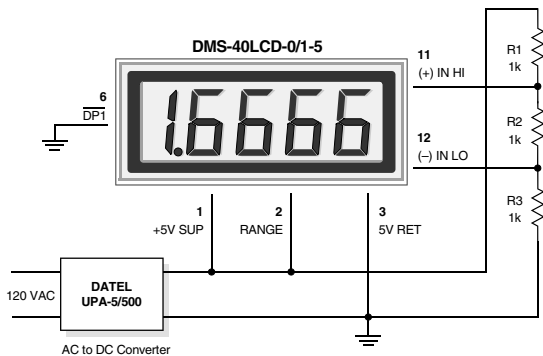 DMS-40LCD-0/1-5
6
DP1
1.6666
11
(+) IN HI
12
(–) IN LO
R1
1k
R2
1k
R3
1k
1
+5V SUP
2
RANGE
3
5V RET
120 VAC
DATEL
UPA-5/500
AC to DC Converter